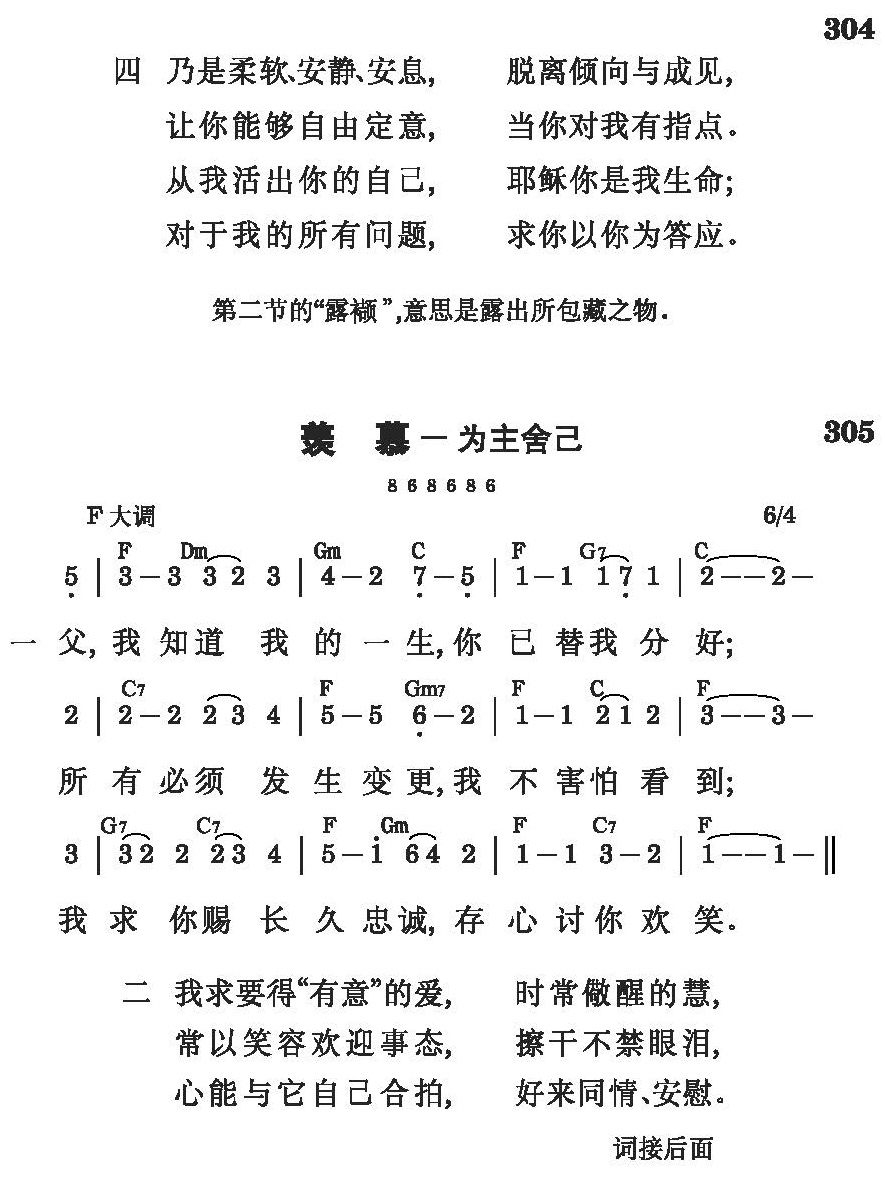 304
四 乃是柔软、安静、安息, 脱离倾向与成见,
让你能够自由定意, 当你对我有指点。
从我活出你的自己, 耶稣你是我生命;
对于我的所有问题, 求你以你为答应。
第二节的“露襭”,意思是露出所包藏之物.
羡 慕 — 为主舍己 305
8 6 8 6 8 6
F 大调 6/4
F Dm Gm C F G7 C
5̣ | 3 – 3 3 2 3 | 4 – 2 7̣ – 5̣ | 1 – 1 1 7̣ 1 | 2 – – 2 –
一 父, 我 知 道 我 的 一 生, 你 已 替 我 分 好;
C7 F Gm7 F C F
2 | 2 – 2 2 3 4 | 5 – 5 6̣ – 2 | 1 – 1 2 1 2 | 3 – – 3 –
所 有 必 须 发 生 变 更, 我 不 害 怕 看 到;
G7 C7 F Gm F C7 F
3 | 3 2 2 2 3 4 | 5 – 1̇ 6 4 2 | 1 – 1 3 – 2 | 1 – – 1 – ‖
我 求 你 赐 长 久 忠 诚, 存 心 讨 你 欢 笑。
二 我求要得“有意”的爱, 时常儆醒的慧,
常以笑容欢迎事态, 擦干不禁眼泪,
心能与它自己合拍, 好来同情、安慰。
词接后面